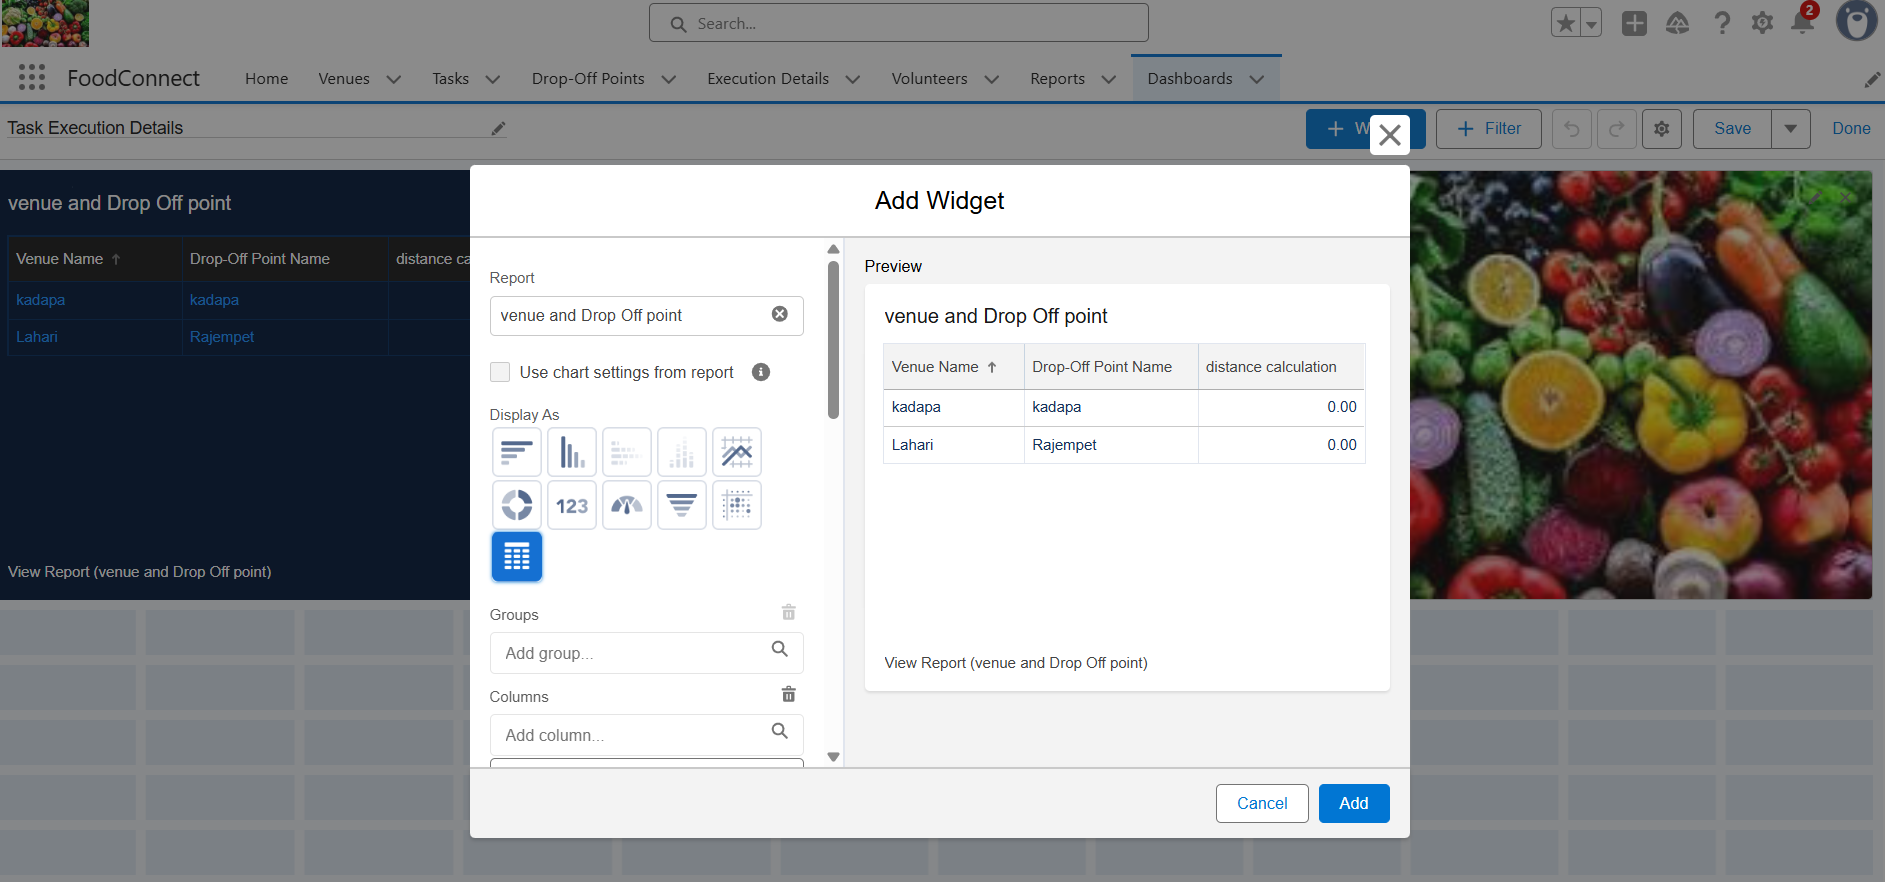 Search...
2
FoodConnect
Home
Venues
Tasks
Drop-Off Points
Execution Details
Volunteers
Reports
Dashboards
Task Execution Details
+ W
+ Filter
Save
Done
venue and Drop Off point
Venue Name ↑
Drop-Off Point Name
distance ca
kadapa
kadapa
Lahari
Rajempet
View Report (venue and Drop Off point)
Add Widget
Report
venue and Drop Off point
Use chart settings from report
Display As
123
Groups
Add group...
Columns
Add column...
Preview
venue and Drop Off point
Venue Name ↑
Drop-Off Point Name
distance calculation
kadapa
kadapa
0.00
Lahari
Rajempet
0.00
View Report (venue and Drop Off point)
Cancel
Add